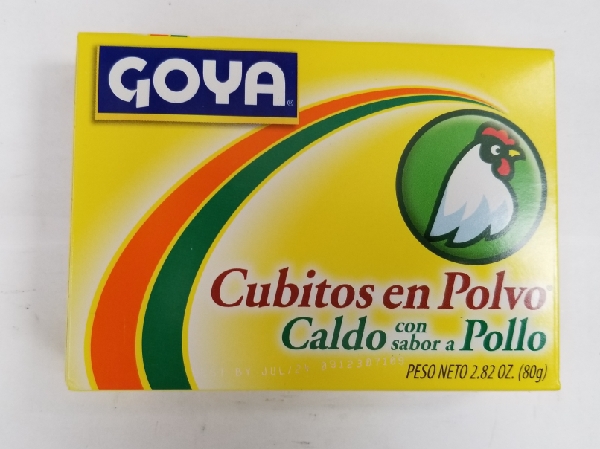 GOYA®
Cubitos en Polvo
Caldo con sabor a Pollo
PESO NETO 2.82 OZ. (80g)